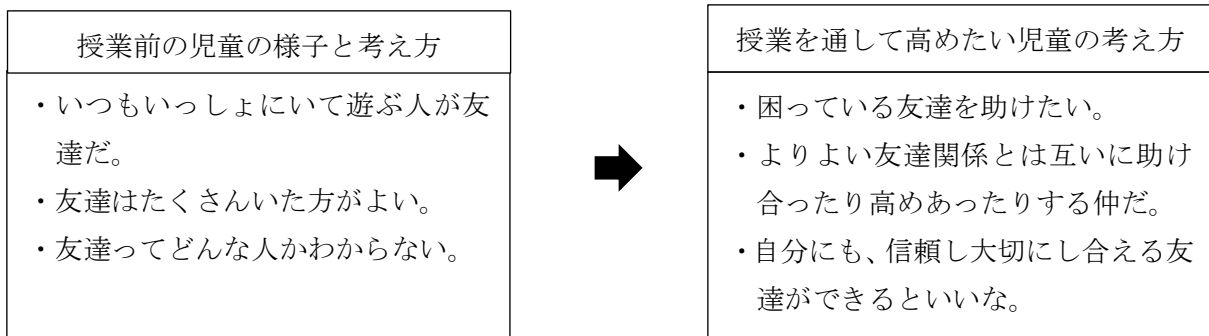 授業前の児童の様子と考え方
・いつもいっしょにいて遊ぶ人が友
達だ。
・友達はたくさんいた方がよい。
・友達ってどんな人かわからない。
授業を通して高めたい児童の考え方
・困っている友達を助けたい。
・よりよい友達関係とは互いに助け
合ったり高めあったりする仲だ。
・自分にも、信頼し大切にし合える友
達ができるといいな。